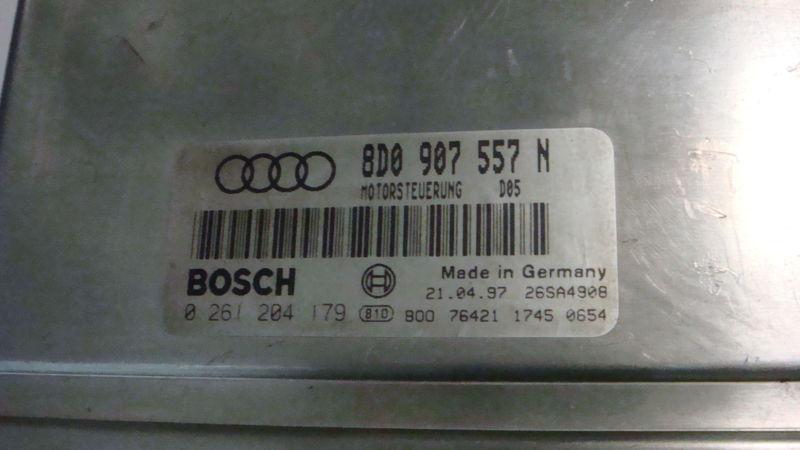 8D0 907 557 N
MOTORSTEUERUNG D05
BOSCH
Made in Germany
21.04.97 26SA4908
0 261 204 179 810 800 76421 1745 0654